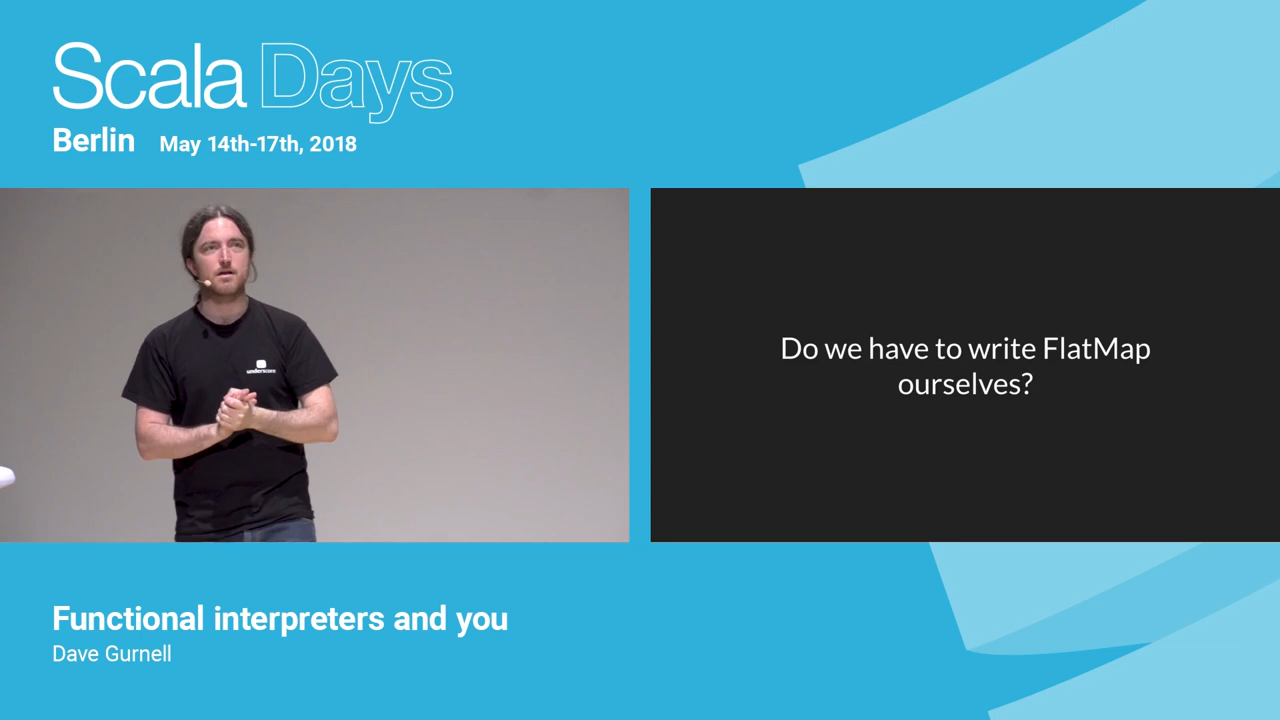 Scala Days
Berlin May 14th-17th, 2018
underscore
Do we have to write FlatMap
ourselves?
Functional interpreters and you
Dave Gurnell